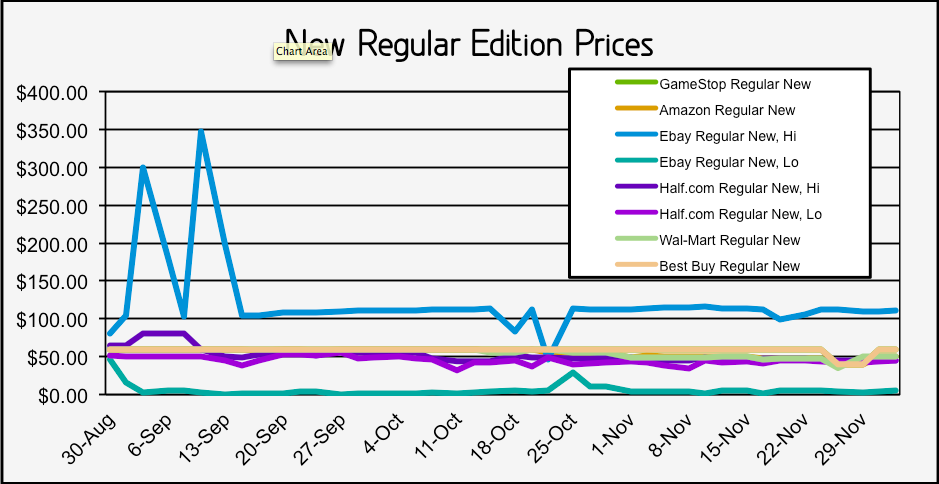 New Regular Edition Prices
Chart Area
GameStop Regular New
Amazon Regular New
Ebay Regular New, Hi
Ebay Regular New, Lo
Half.com Regular New, Hi
Half.com Regular New, Lo
Wal-Mart Regular New
Best Buy Regular New
$400.00
$350.00
$300.00
$250.00
$200.00
$150.00
$100.00
$50.00
$0.00
30-Aug
6-Sep
13-Sep
20-Sep
27-Sep
4-Oct
11-Oct
18-Oct
25-Oct
1-Nov
8-Nov
15-Nov
22-Nov
29-Nov